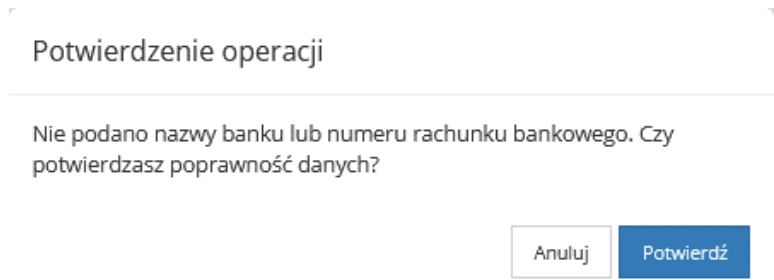 Potwierdzenie operacji
Nie podano nazwy banku lub numeru rachunku bankowego. Czy
potwierdzasz poprawność danych?
Anuluj
Potwierdź